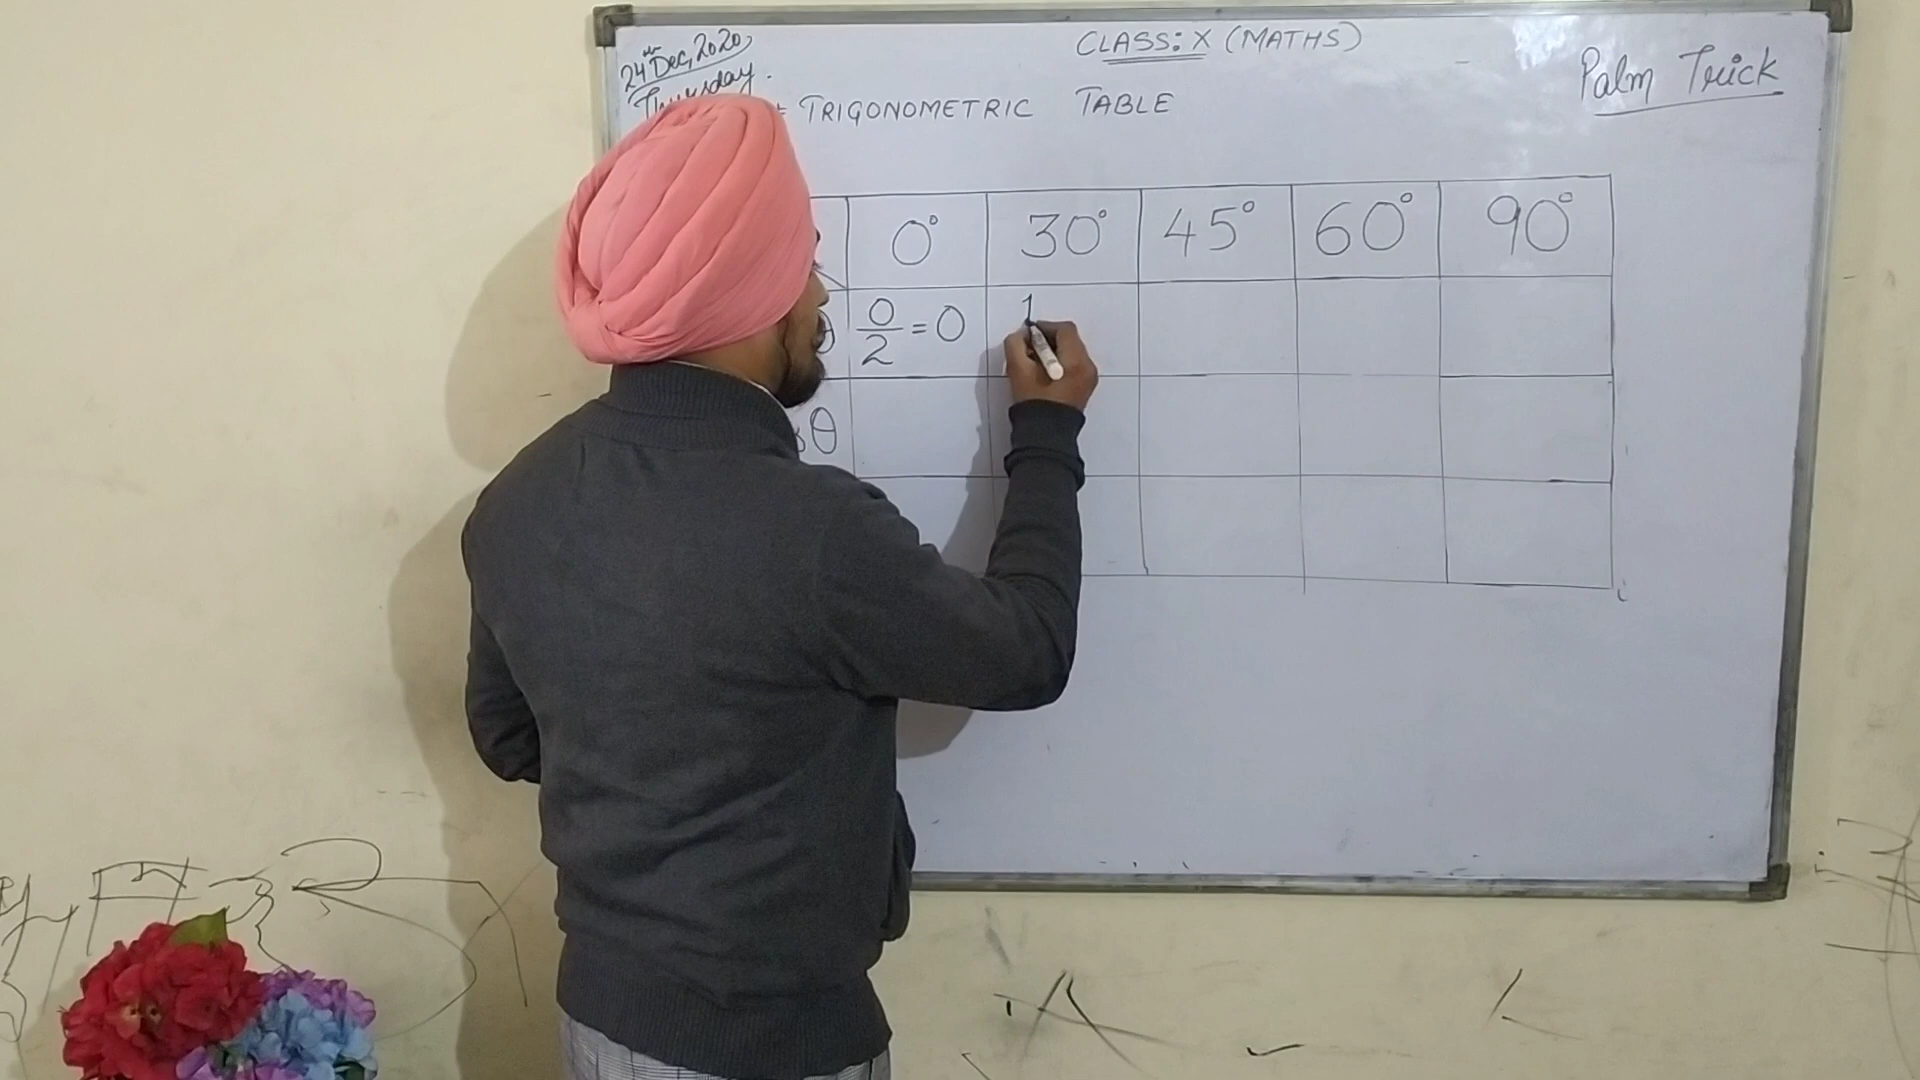 24th Dec, 2020,
Thursday.
CLASS: X (MATHS)
Palm Trick
TRIGONOMETRIC TABLE
0° 30° 45° 60° 90°
θ 0/2 = 0 1
θ